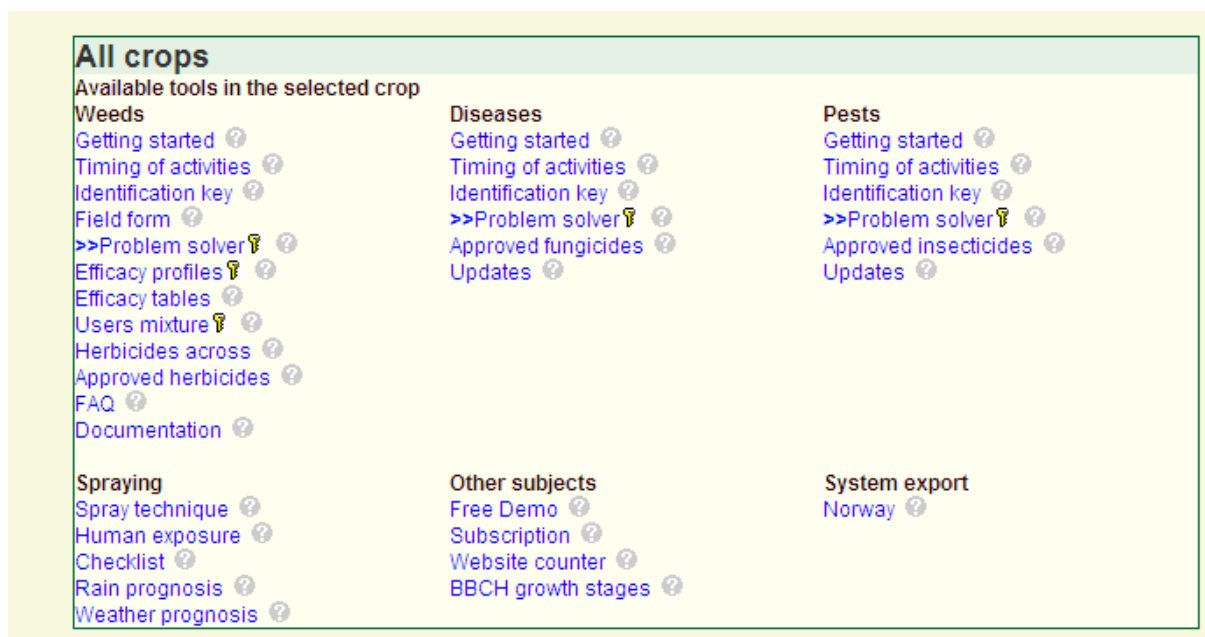 All crops
Available tools in the selected crop
Weeds
Getting started
Timing of activities
Identification key
Field form
>>Problem solver
Efficacy profiles
Efficacy tables
Users mixture
Herbicides across
Approved herbicides
FAQ
Documentation
Diseases
Getting started
Timing of activities
Identification key
>>Problem solver
Approved fungicides
Updates
Pests
Getting started
Timing of activities
Identification key
>>Problem solver
Approved insecticides
Updates
Spraying
Spray technique
Human exposure
Checklist
Rain prognosis
Weather prognosis
Other subjects
Free Demo
Subscription
Website counter
BBCH growth stages
System export
Norway